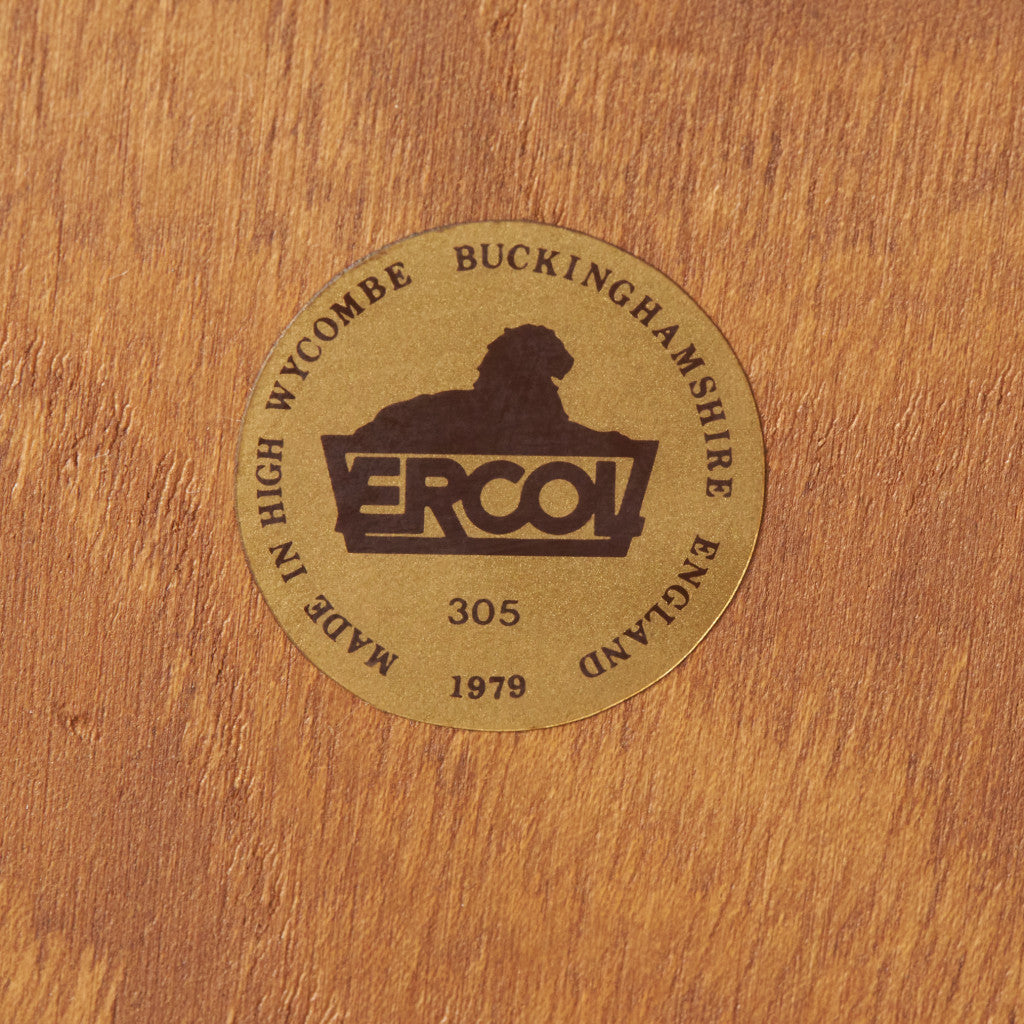 MADE IN HIGH WYCOMBE BUCKINGHAMSHIRE ENGLAND
ERCOL
305
1979